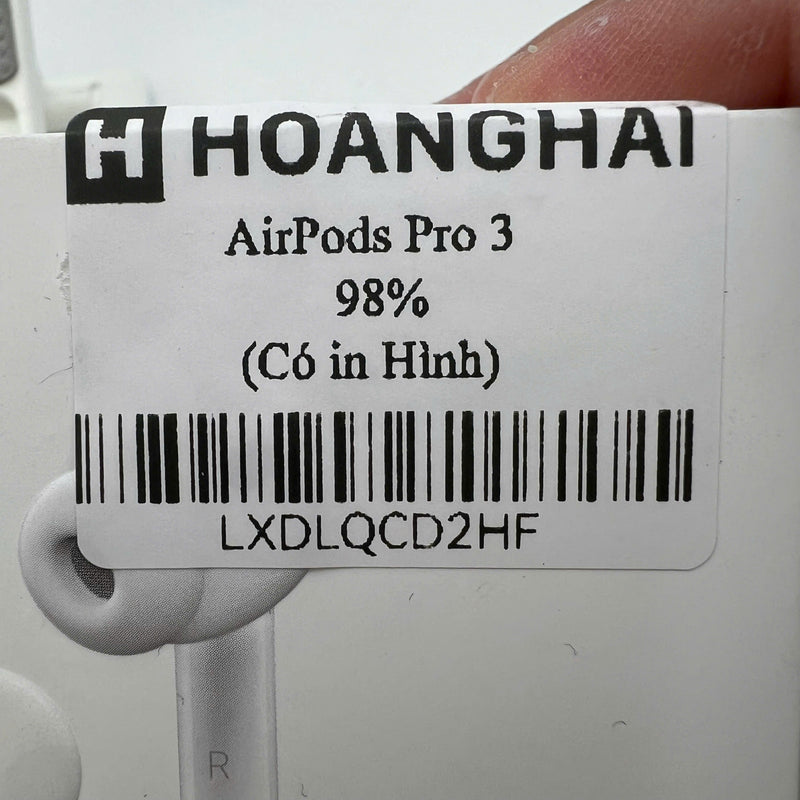 H HOANGHAI
AirPods Pro 3
98%
(Có in Hình)
LXDLQCD2HF
R